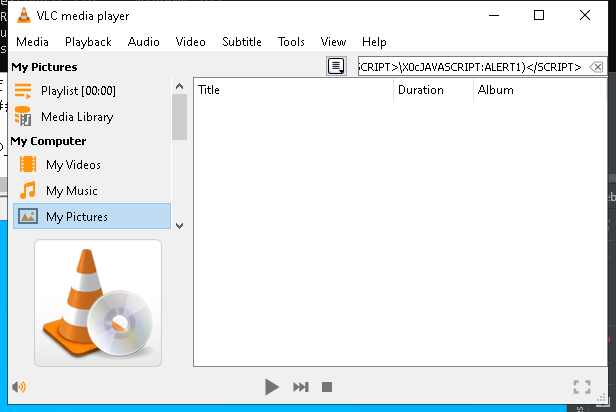 VLC media player
Media Playback Audio Video Subtitle Tools View Help
My Pictures
SCRIPT>\X0cJAVASCRIPT:ALERT1)</SCRIPT>
Playlist [00:00]
Media Library
My Computer
My Videos
My Music
My Pictures
Title Duration Album